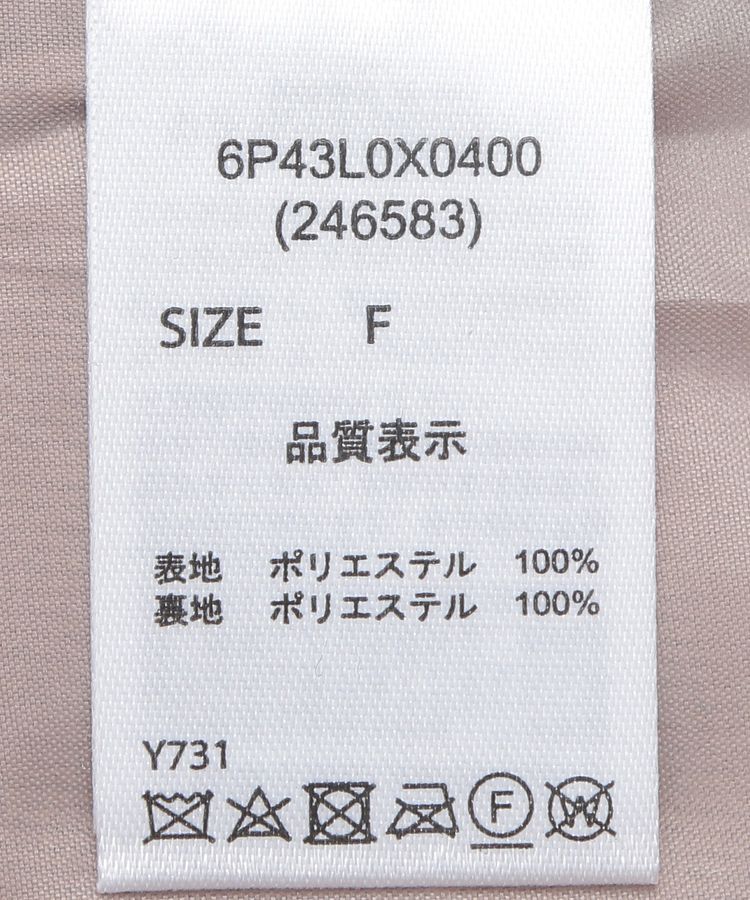 6P43L0X0400
(246583)
SIZE F
品質表示
表地 ポリエステル 100%
裏地 ポリエステル 100%
Y731
F W